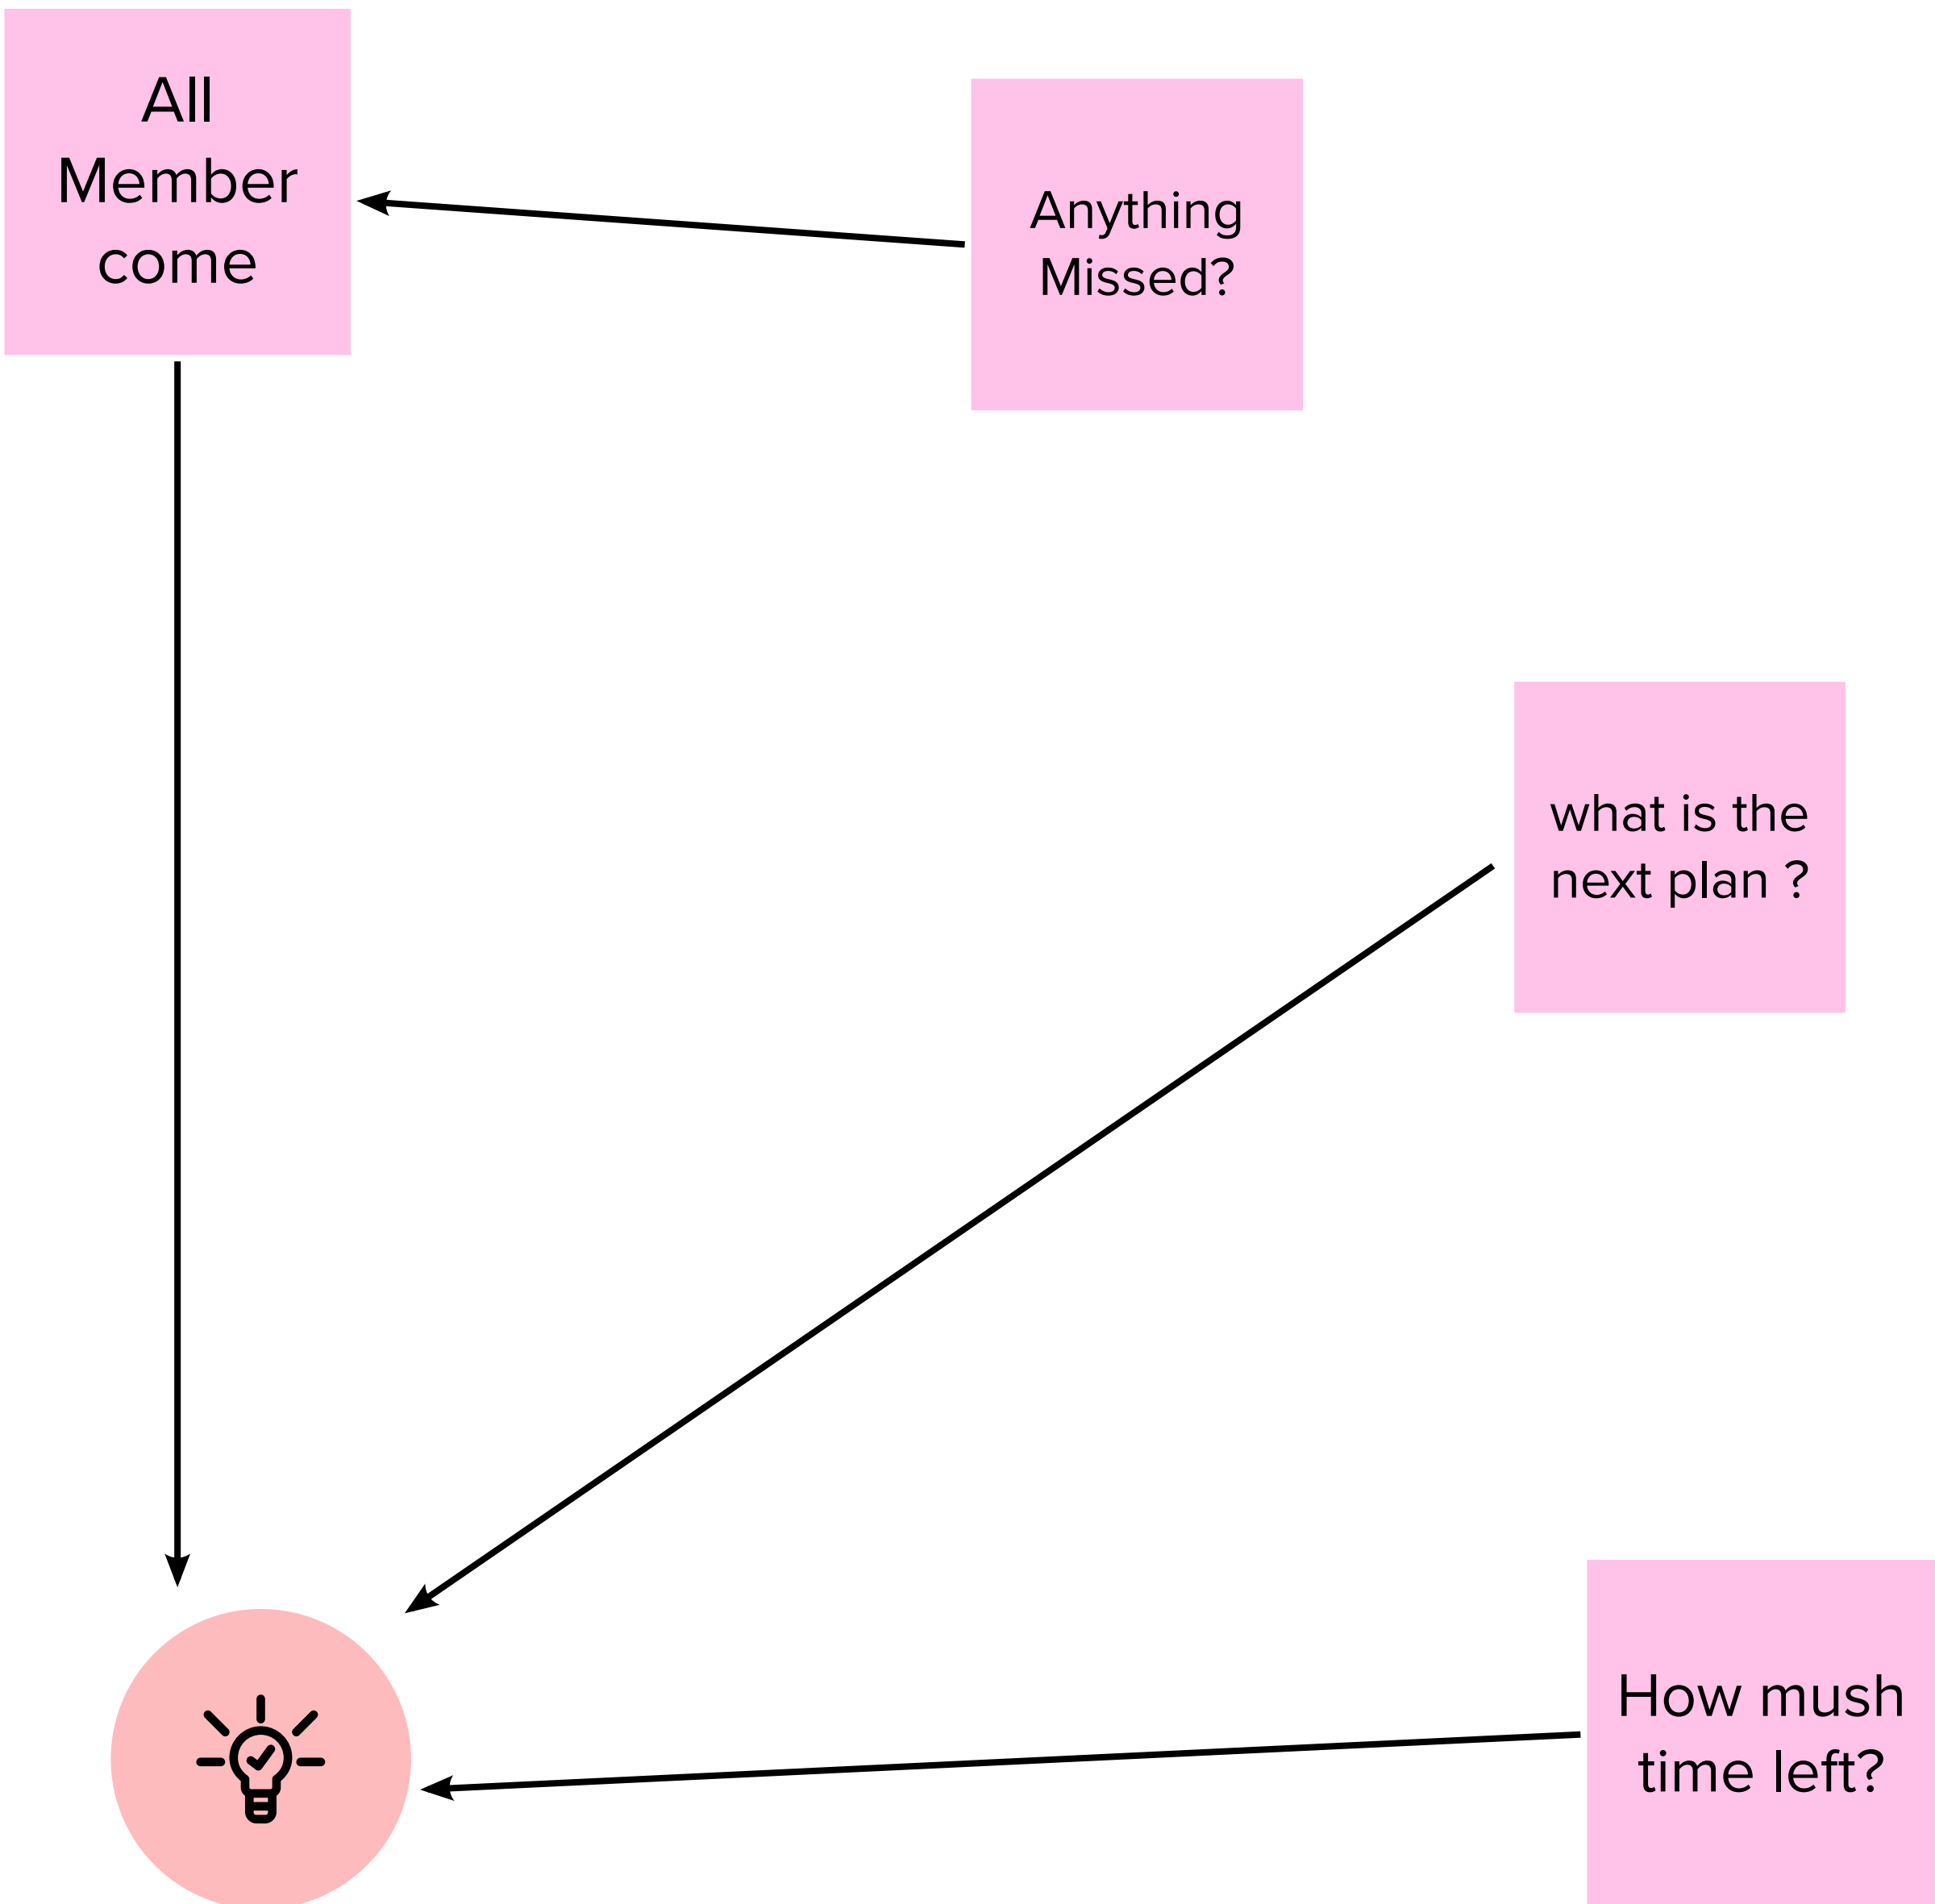 All
Member
come
Anything
Missed?
what is the
next plan ?
How mush
time left?